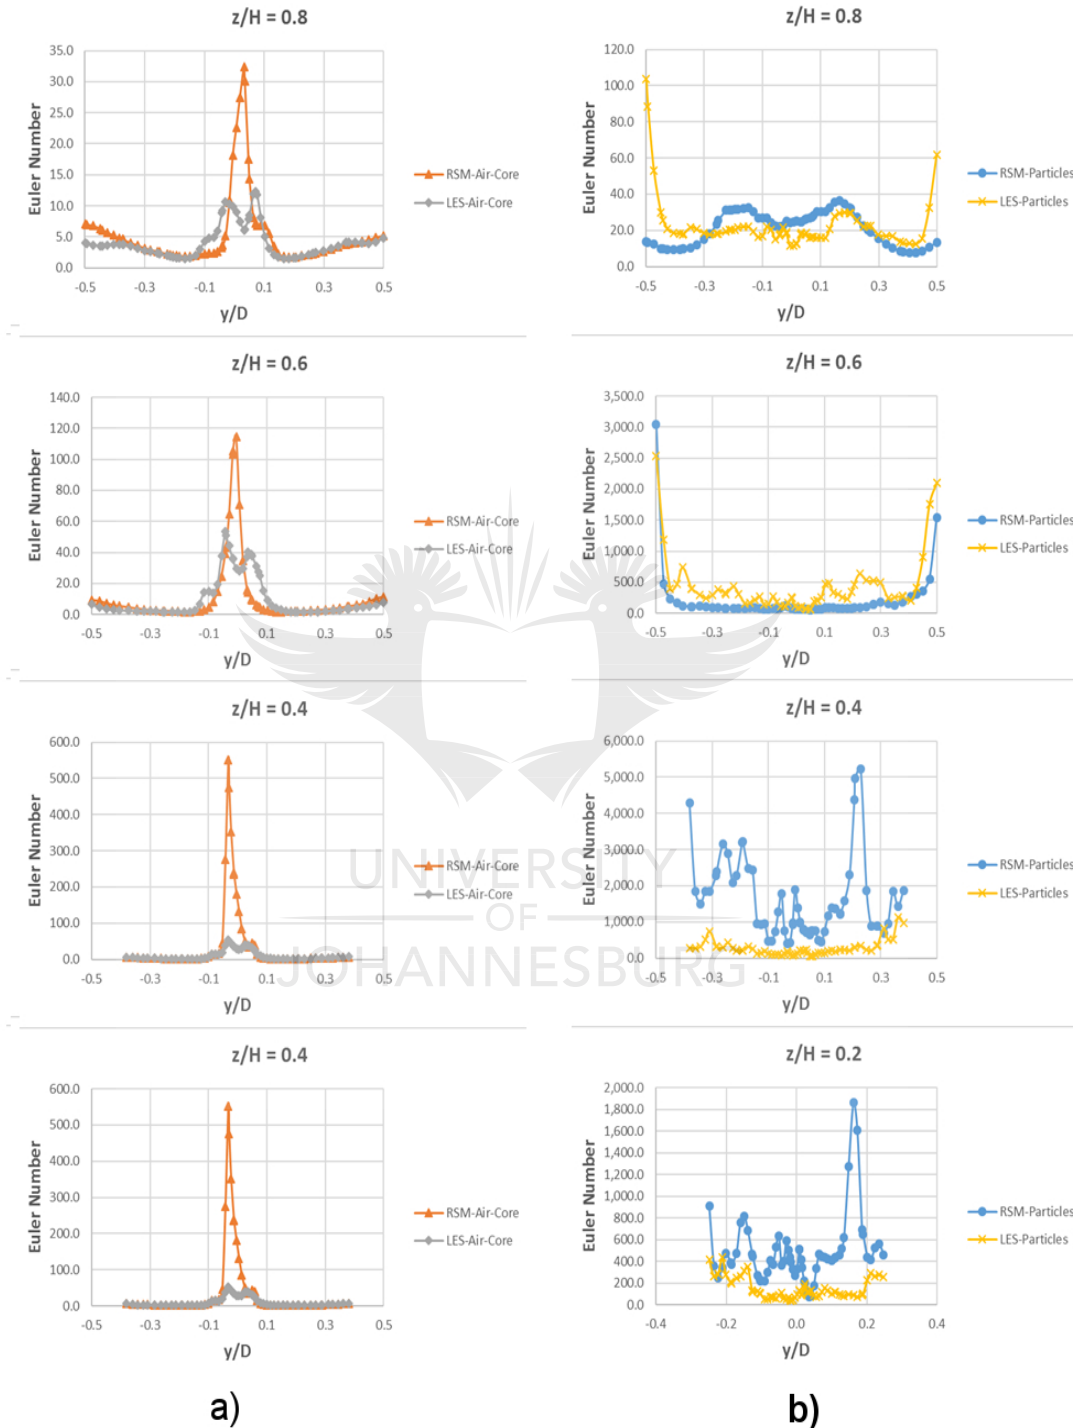 z/H = 0.8
35.0
30.0
25.0
20.0
15.0
10.0
5.0
0.0
Euler Number
-0.5 -0.3 -0.1 0.1 0.3 0.5
y/D
RSM-Air-Core
LES-Air-Core
z/H = 0.8
120.0
100.0
80.0
60.0
40.0
20.0
0.0
Euler Number
-0.5 -0.3 -0.1 0.1 0.3 0.5
y/D
RSM-Particles
LES-Particles
z/H = 0.6
140.0
120.0
100.0
80.0
60.0
40.0
20.0
0.0
Euler Number
-0.5 -0.3 -0.1 0.1 0.3 0.5
y/D
RSM-Air-Core
LES-Air-Core
z/H = 0.6
3,500.0
3,000.0
2,500.0
2,000.0
1,500.0
1,000.0
500.0
0.0
Euler Number
-0.5 -0.3 -0.1 0.1 0.3 0.5
y/D
RSM-Particles
LES-Particles
z/H = 0.4
600.0
500.0
400.0
300.0
200.0
100.0
0.0
Euler Number
-0.5 -0.3 -0.1 0.1 0.3 0.5
y/D
RSM-Air-Core
LES-Air-Core
z/H = 0.4
6,000.0
5,000.0
4,000.0
3,000.0
2,000.0
1,000.0
0.0
Euler Number
-0.5 -0.3 -0.1 0.1 0.3 0.5
y/D
RSM-Particles
LES-Particles
UNIVERSITY
OF
JOHANNESBURG
z/H = 0.4
600.0
500.0
400.0
300.0
200.0
100.0
0.0
Euler Number
-0.5 -0.3 -0.1 0.1 0.3 0.5
y/D
RSM-Air-Core
LES-Air-Core
z/H = 0.2
2,000.0
1,800.0
1,600.0
1,400.0
1,200.0
1,000.0
800.0
600.0
400.0
200.0
0.0
Euler Number
-0.4 -0.2 0.0 0.2 0.4
y/D
RSM-Particles
LES-Particles
a) b)